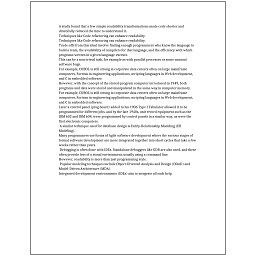 A study found that a few simple readability transformations made code shorter and
drastically reduced the time to understand it.
Techniques like Code refactoring can enhance readability.
Techniques like Code refactoring can enhance readability.
Trade-offs from this ideal involve finding enough programmers who know the language to
build a team, the availability of compilers for that language, and the efficiency with which
programs written in a given language execute.
This can be a non-trivial task, for example as with parallel processes or some unusual
software bugs.
For example, COBOL is still strong in corporate data centers often on large mainframe
computers, Fortran in engineering applications, scripting languages in Web development,
and C in embedded software.
However, with the concept of the stored-program computer introduced in 1949, both
programs and data were stored and manipulated in the same way in computer memory.
For example, COBOL is still strong in corporate data centers often on large mainframe
computers, Fortran in engineering applications, scripting languages in Web development,
and C in embedded software.
Later a control panel (plug board) added to his 1906 Type I Tabulator allowed it to be
programmed for different jobs, and by the late 1940s, unit record equipment such as the
IBM 602 and IBM 604, were programmed by control panels in a similar way, as were the
first electronic computers.
A similar technique used for database design is Entity-Relationship Modeling (ER
Modeling).
Many programmers use forms of Agile software development where the various stages of
formal software development are more integrated together into short cycles that take a few
weeks rather than years.
Debugging is often done with IDEs. Standalone debuggers like GDB are also used, and these
often provide less of a visual environment, usually using a command line.
However, readability is more than just programming style.
Popular modeling techniques include Object-Oriented Analysis and Design (OOAD) and
Model-Driven Architecture (MDA).
Integrated development environments (IDEs) aim to integrate all such help.